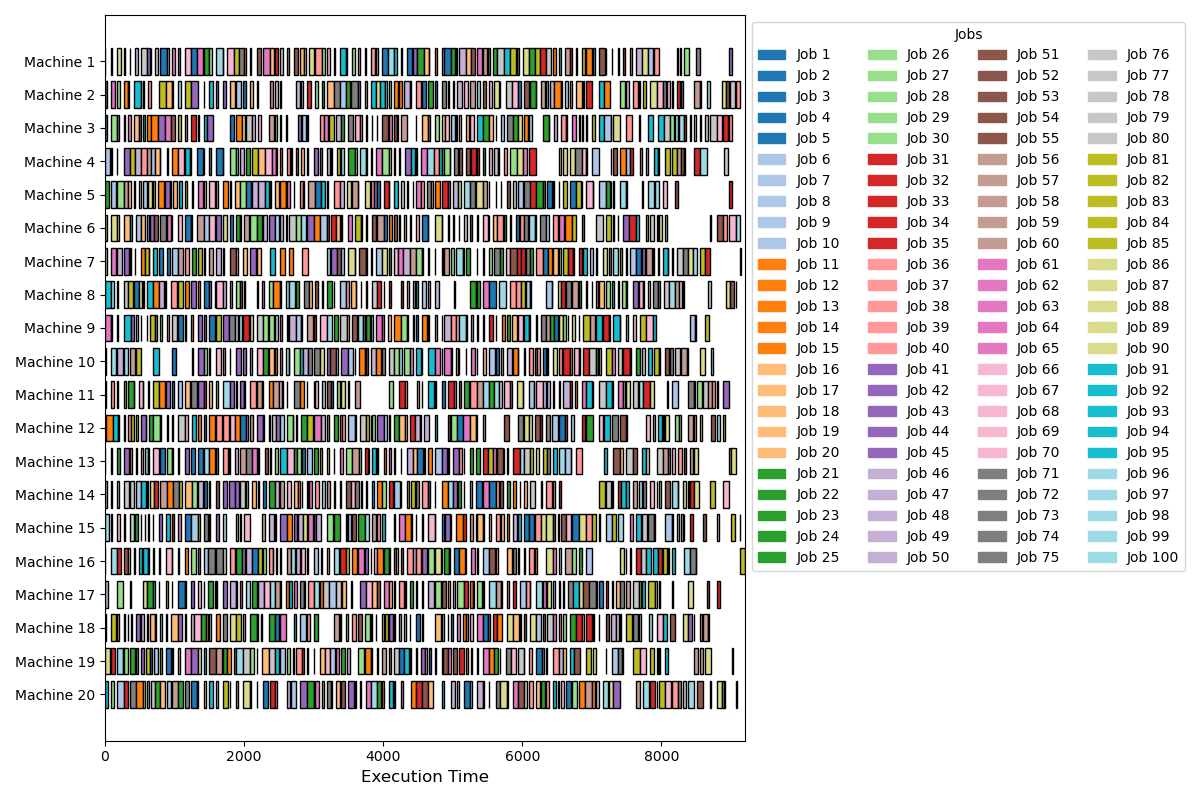 Machine 1
Machine 2
Machine 3
Machine 4
Machine 5
Machine 6
Machine 7
Machine 8
Machine 9
Machine 10
Machine 11
Machine 12
Machine 13
Machine 14
Machine 15
Machine 16
Machine 17
Machine 18
Machine 19
Machine 20
0 2000 4000 6000 8000
Execution Time
Jobs
Job 1
Job 2
Job 3
Job 4
Job 5
Job 6
Job 7
Job 8
Job 9
Job 10
Job 11
Job 12
Job 13
Job 14
Job 15
Job 16
Job 17
Job 18
Job 19
Job 20
Job 21
Job 22
Job 23
Job 24
Job 25
Job 26
Job 27
Job 28
Job 29
Job 30
Job 31
Job 32
Job 33
Job 34
Job 35
Job 36
Job 37
Job 38
Job 39
Job 40
Job 41
Job 42
Job 43
Job 44
Job 45
Job 46
Job 47
Job 48
Job 49
Job 50
Job 51
Job 52
Job 53
Job 54
Job 55
Job 56
Job 57
Job 58
Job 59
Job 60
Job 61
Job 62
Job 63
Job 64
Job 65
Job 66
Job 67
Job 68
Job 69
Job 70
Job 71
Job 72
Job 73
Job 74
Job 75
Job 76
Job 77
Job 78
Job 79
Job 80
Job 81
Job 82
Job 83
Job 84
Job 85
Job 86
Job 87
Job 88
Job 89
Job 90
Job 91
Job 92
Job 93
Job 94
Job 95
Job 96
Job 97
Job 98
Job 99
Job 100